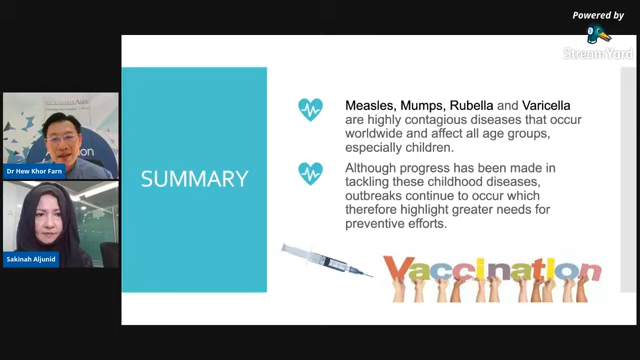 Powered by
StreamYard
Dr Hew Khor Farn
Sakinah Aljunid
SUMMARY
Measles, Mumps, Rubella and Varicella
are highly contagious diseases that occur
worldwide and affect all age groups,
especially children.
Although progress has been made in
tackling these childhood diseases,
outbreaks continue to occur which
therefore highlight greater needs for
preventive efforts.
Vaccination